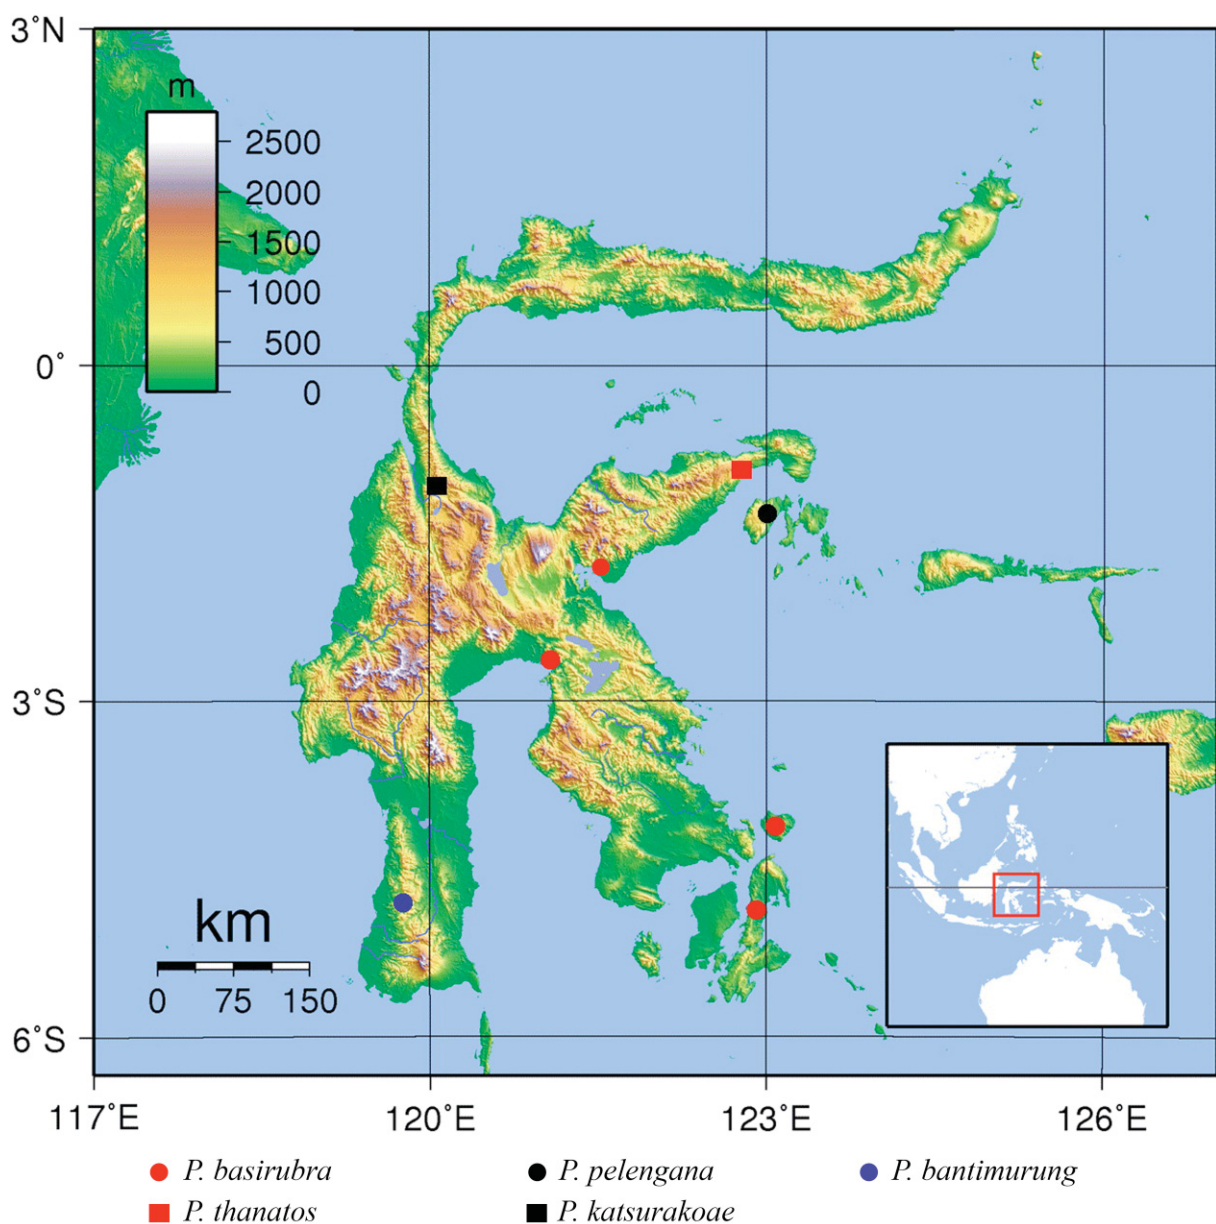 3˚N
m
2500
2000
1500
1000
500
0
0˚
3˚S
km
0 75 150
6˚S
117˚E 120˚E 123˚E 126˚E
P. basirubra P. pelengana P. bantimurung
P. thanatos P. katsurakoae